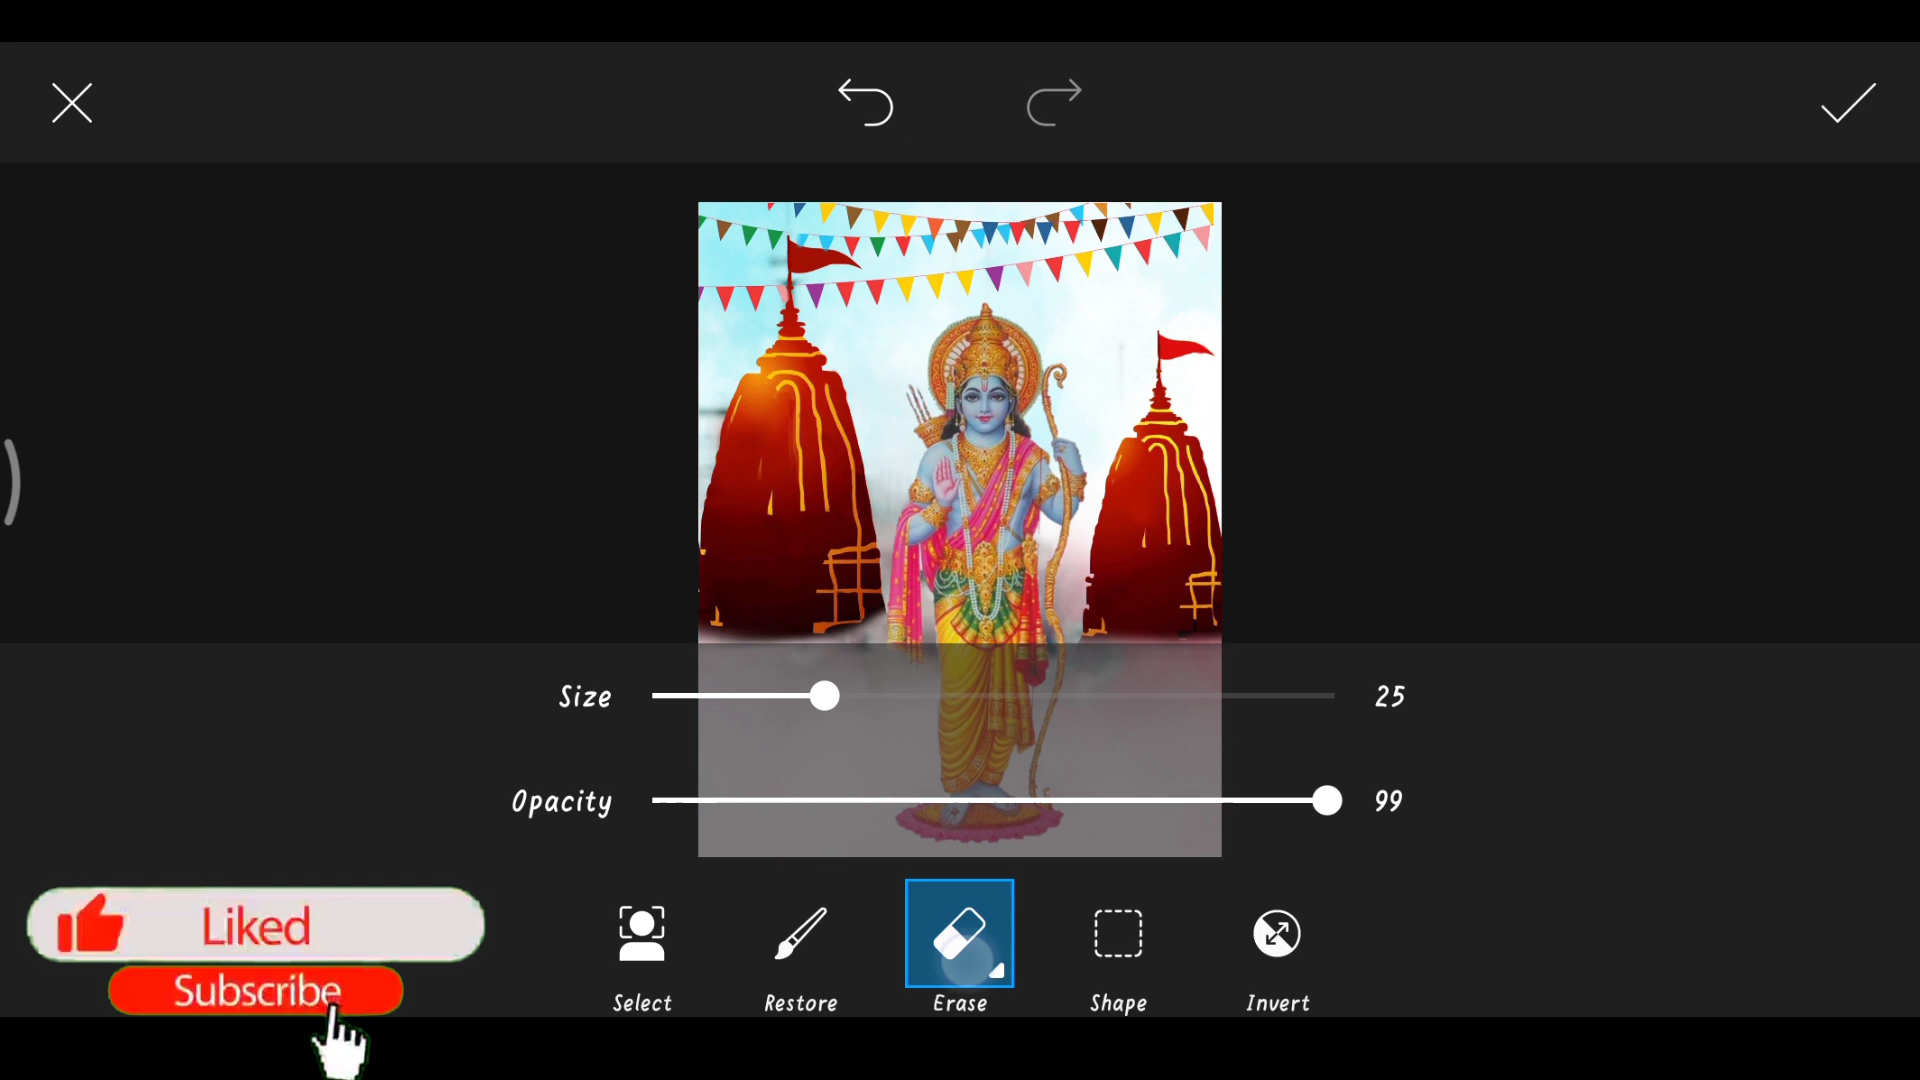 Size 25
Opacity 99
Liked
Subscribe
Select Restore Erase Shape Invert